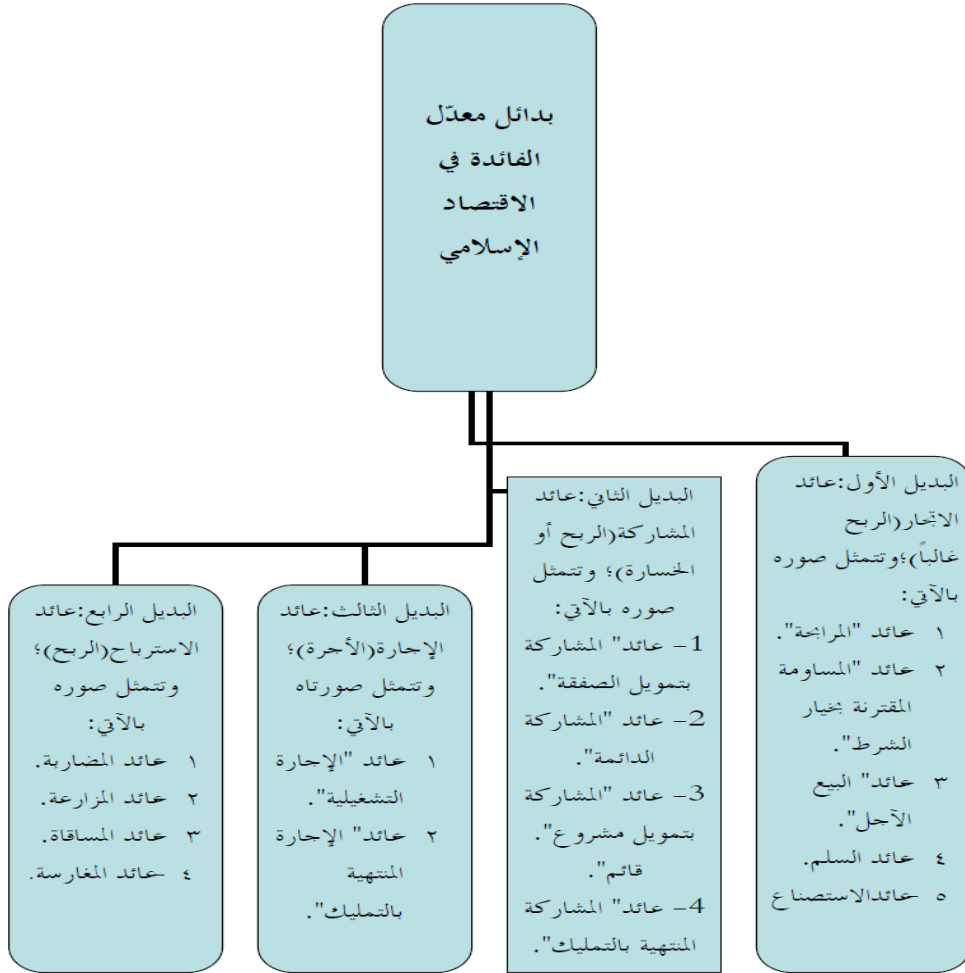 بدائل معدّل
الفائدة في
الاقتصاد
الإسلامي
البديل الأول:عائد
الاتجار(الربح
غالباً)؛وتتمثل صوره
بالآتي:
١ عائد "المرابحة".
٢ عائد "المساومة
المقترنة بخيار
الشرط".
٣ عائد" البيع
الآجل".
٤ عائد السلم.
٥ -عائدالاستصناع
البديل الثاني:عائد
المشاركة(الربح أو
الخسارة)؛ وتتمثل
صوره بالآتي:
1- عائد" المشاركة
بتمويل الصفقة".
2- عائد "المشاركة
الدائمة".
3- عائد "المشاركة
بتمويل مشروع
قائم".
4- عائد" المشاركة
المنتهية بالتمليك".
البديل الثالث:عائد
الإجارة(الأجرة)؛
وتتمثل صورتاه
بالآتي:
١ عائد "الإجارة
التشغيلية".
٢ عائد" الإجارة
المنتهية
بالتمليك".
البديل الرابع:عائد
الاسترباح(الربح)؛
وتتمثل صوره
بالآتي:
١ عائد المضاربة.
٢ عائد المزارعة.
٣ عائد المساقاة.
٤ -عائد المغارسة.